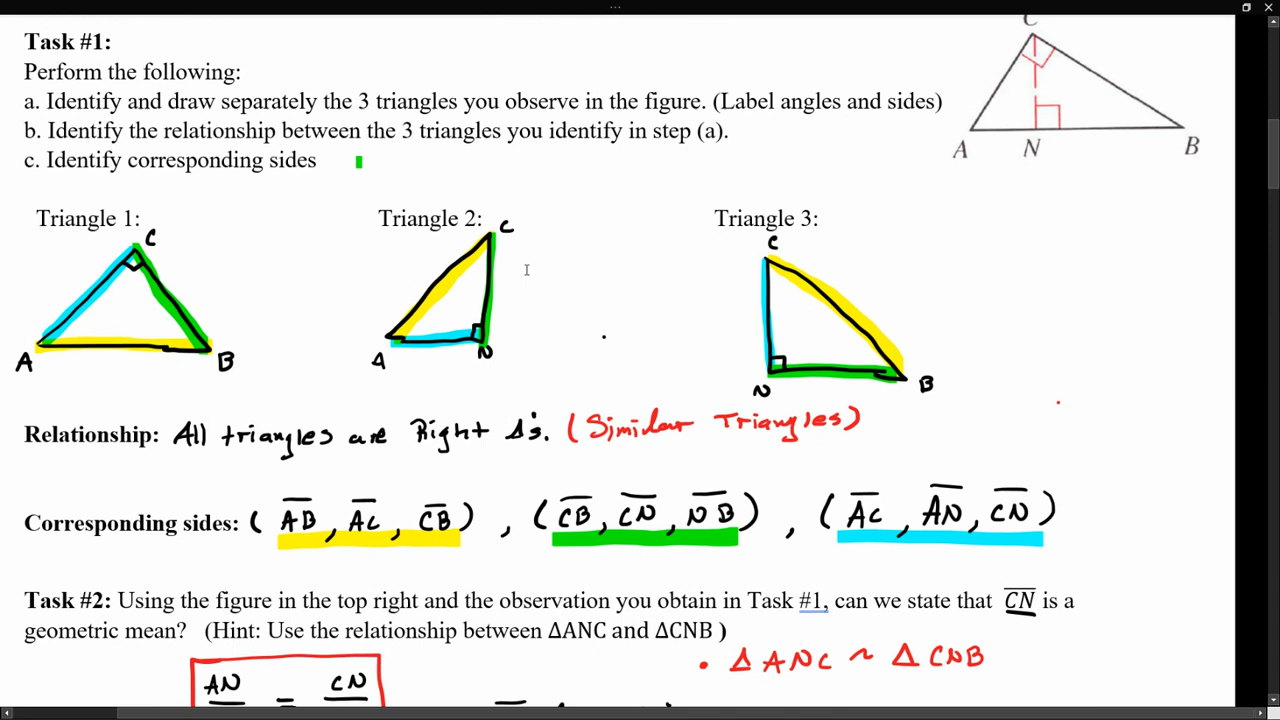 Task #1:
Perform the following:
a. Identify and draw separately the 3 triangles you observe in the figure. (Label angles and sides)
b. Identify the relationship between the 3 triangles you identify in step (a).
c. Identify corresponding sides
C
A N B
Triangle 1: Triangle 2: Triangle 3:
C
A B
C
A N
C
N B
Relationship: All triangles are Right Δ's. (Similar Triangles)
Corresponding sides: (AB, AC, CB), (CB, CN, NB), (AC, AN, CN)
Task #2: Using the figure in the top right and the observation you obtain in Task #1, can we state that CN is a
geometric mean? (Hint: Use the relationship between ΔANC and ΔCNB )
• Δ ANC ~ Δ CNB
AN = CN